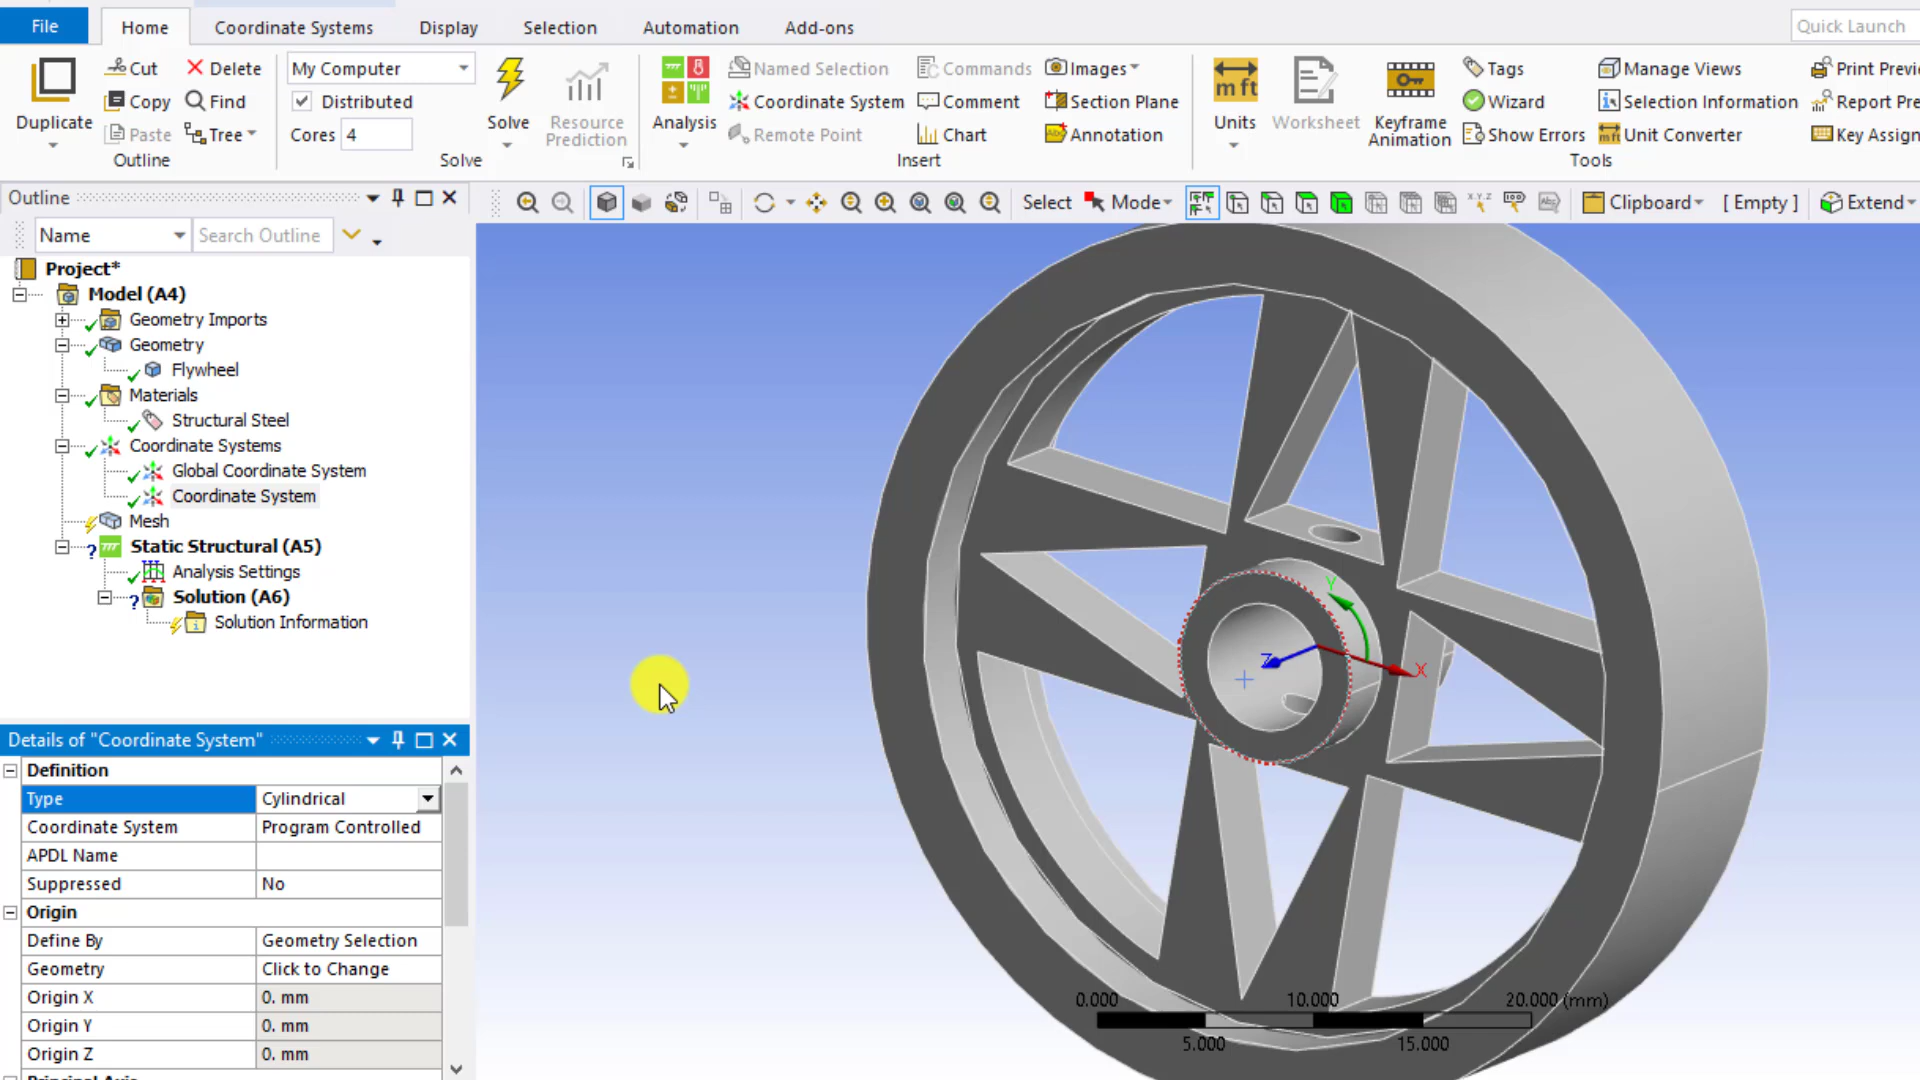 File
Home
Coordinate Systems
Display
Selection
Automation
Add-ons
Quick Launch
Duplicate
Cut
Delete
Copy
Find
Paste
Tree
Outline
My Computer
Distributed
Cores 4
Solve
Resource
Prediction
Solve
Analysis
Named Selection
Coordinate System
Remote Point
Commands
Comment
Chart
Images
Section Plane
Annotation
Insert
Units
Worksheet
Keyframe
Animation
Tags
Wizard
Show Errors
Manage Views
Selection Information
Unit Converter
Print Previe
Report Pre
Key Assign
Tools
Outline
Select
Mode
Clipboard
[ Empty ]
Extend
Name
Search Outline
Project*
Model (A4)
Geometry Imports
Geometry
Flywheel
Materials
Structural Steel
Coordinate Systems
Global Coordinate System
Coordinate System
Mesh
Static Structural (A5)
Analysis Settings
Solution (A6)
Solution Information
Details of "Coordinate System"
Definition
Type Cylindrical
Coordinate System Program Controlled
APDL Name
Suppressed No
Origin
Define By Geometry Selection
Geometry Click to Change
Origin X 0. mm
Origin Y 0. mm
Origin Z 0. mm
Y
Z
X
0.000 10.000 20.000 (mm)
5.000 15.000